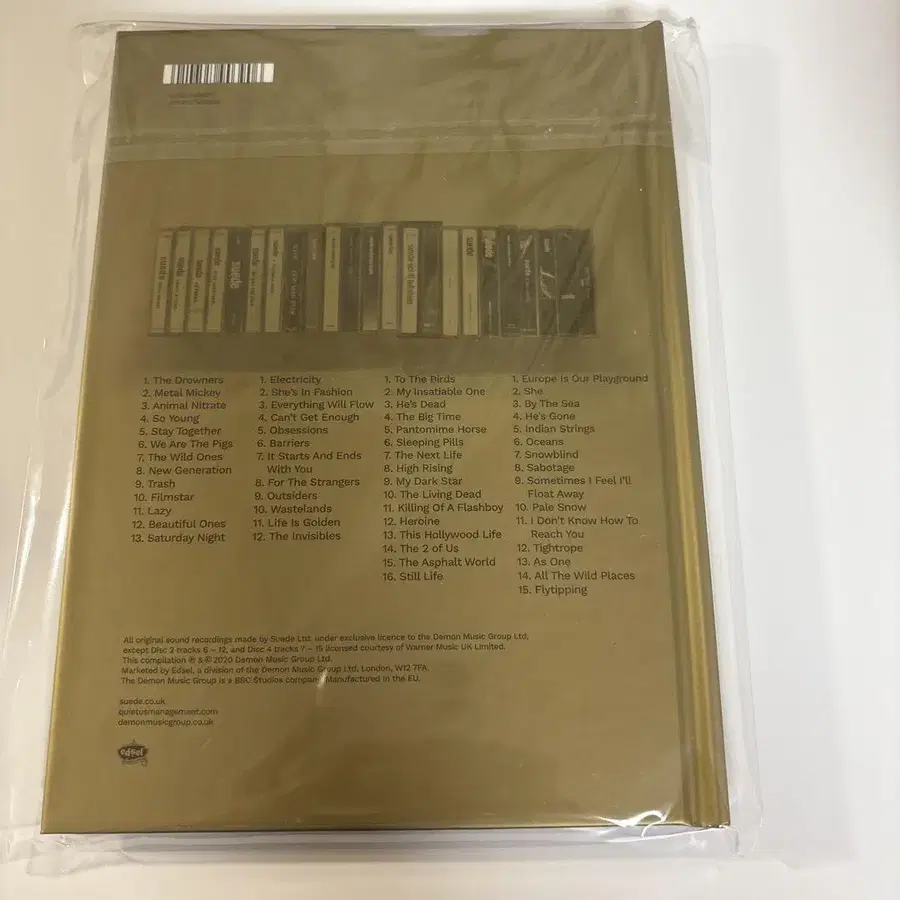 suede
suede
suede
suede
suede
suede
suede
suede
suede
1. The Drowners
2. Metal Mickey
3. Animal Nitrate
4. So Young
5. Stay Together
6. We Are The Pigs
7. The Wild Ones
8. New Generation
9. Trash
10. Filmstar
11. Lazy
12. Beautiful Ones
13. Saturday Night
1. Electricity
2. She's In Fashion
3. Everything Will Flow
4. Can't Get Enough
5. Obsessions
6. Barriers
7. It Starts And Ends
With You
8. For The Strangers
9. Outsiders
10. Wastelands
11. Life Is Golden
12. The Invisibles
1. To The Birds
2. My Insatiable One
3. He's Dead
4. The Big Time
5. Pantomime Horse
6. Sleeping Pills
7. The Next Life
8. High Rising
9. My Dark Star
10. The Living Dead
11. Killing Of A Flashboy
12. Heroine
13. This Hollywood Life
14. The 2 of Us
15. The Asphalt World
16. Still Life
1. Europe Is Our Playground
2. She
3. By The Sea
4. He's Gone
5. Indian Strings
6. Oceans
7. Snowblind
8. Sabotage
9. Sometimes I Feel I'll
Float Away
10. Pale Snow
11. I Don't Know How To
Reach You
12. Tightrope
13. As One
14. All The Wild Places
15. Flytipping
All original sound recordings made by Suede Ltd. under exclusive licence to the Demon Music Group Ltd,
except Disc 2 tracks 6 – 12, and Disc 4 tracks 7 – 15 licensed courtesy of Warner Music UK Limited.
This compilation ℗ & © 2020 Demon Music Group Ltd.
Marketed by Edsel, a division of the Demon Music Group Ltd, London, W12 7FA.
The Demon Music Group is a BBC Studios company. Manufactured in the EU.
suede.co.uk
quietusmanagement.com
demonmusicgroup.co.uk
edsel